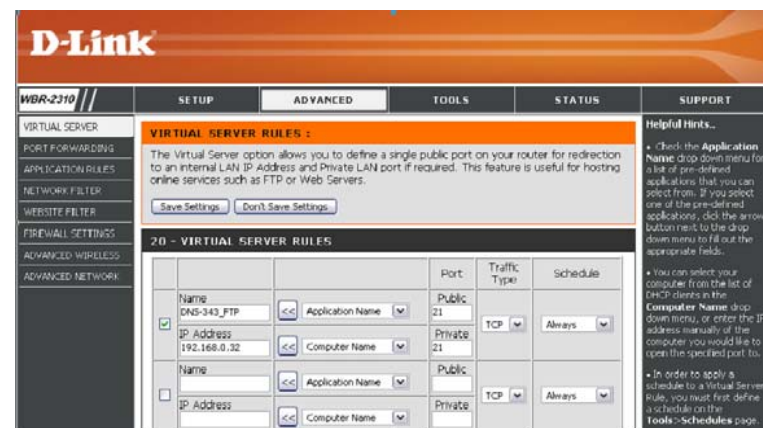 D-Link
WBR-2310
SETUP
ADVANCED
TOOLS
STATUS
SUPPORT
VIRTUAL SERVER
PORT FORWARDING
APPLICATION RULES
NETWORK FILTER
WEBSITE FILTER
FIREWALL SETTINGS
ADVANCED WIRELESS
ADVANCED NETWORK
VIRTUAL SERVER RULES :
The Virtual Server option allows you to define a single public port on your router for redirection
to an internal LAN IP Address and Private LAN port if required. This feature is useful for hosting
online services such as FTP or Web Servers.
Save Settings
Don't Save Settings
20 - VIRTUAL SERVER RULES
Port
Traffic
Type
Schedule
Name
DNS-343_FTP
<<
Application Name
Public
21
TCP
Always
IP Address
192.168.0.32
<<
Computer Name
Private
21
Name
<<
Application Name
Public
TCP
Always
IP Address
<<
Computer Name
Private
Helpful Hints...
• Check the Application
Name drop down menu for
a list of pre-defined
applications that you can
select from. If you select
one of the pre-defined
applications, click the arrow
button next to the drop
down menu to fill out the
appropriate fields.
• You can select your
computer from the list of
DHCP clients in the
Computer Name drop
down menu, or enter the IP
address manually of the
computer you would like to
open the specified port to.
• In order to apply a
schedule to a Virtual Server
Rule, you must first define
a schedule on the
Tools->Schedules page.